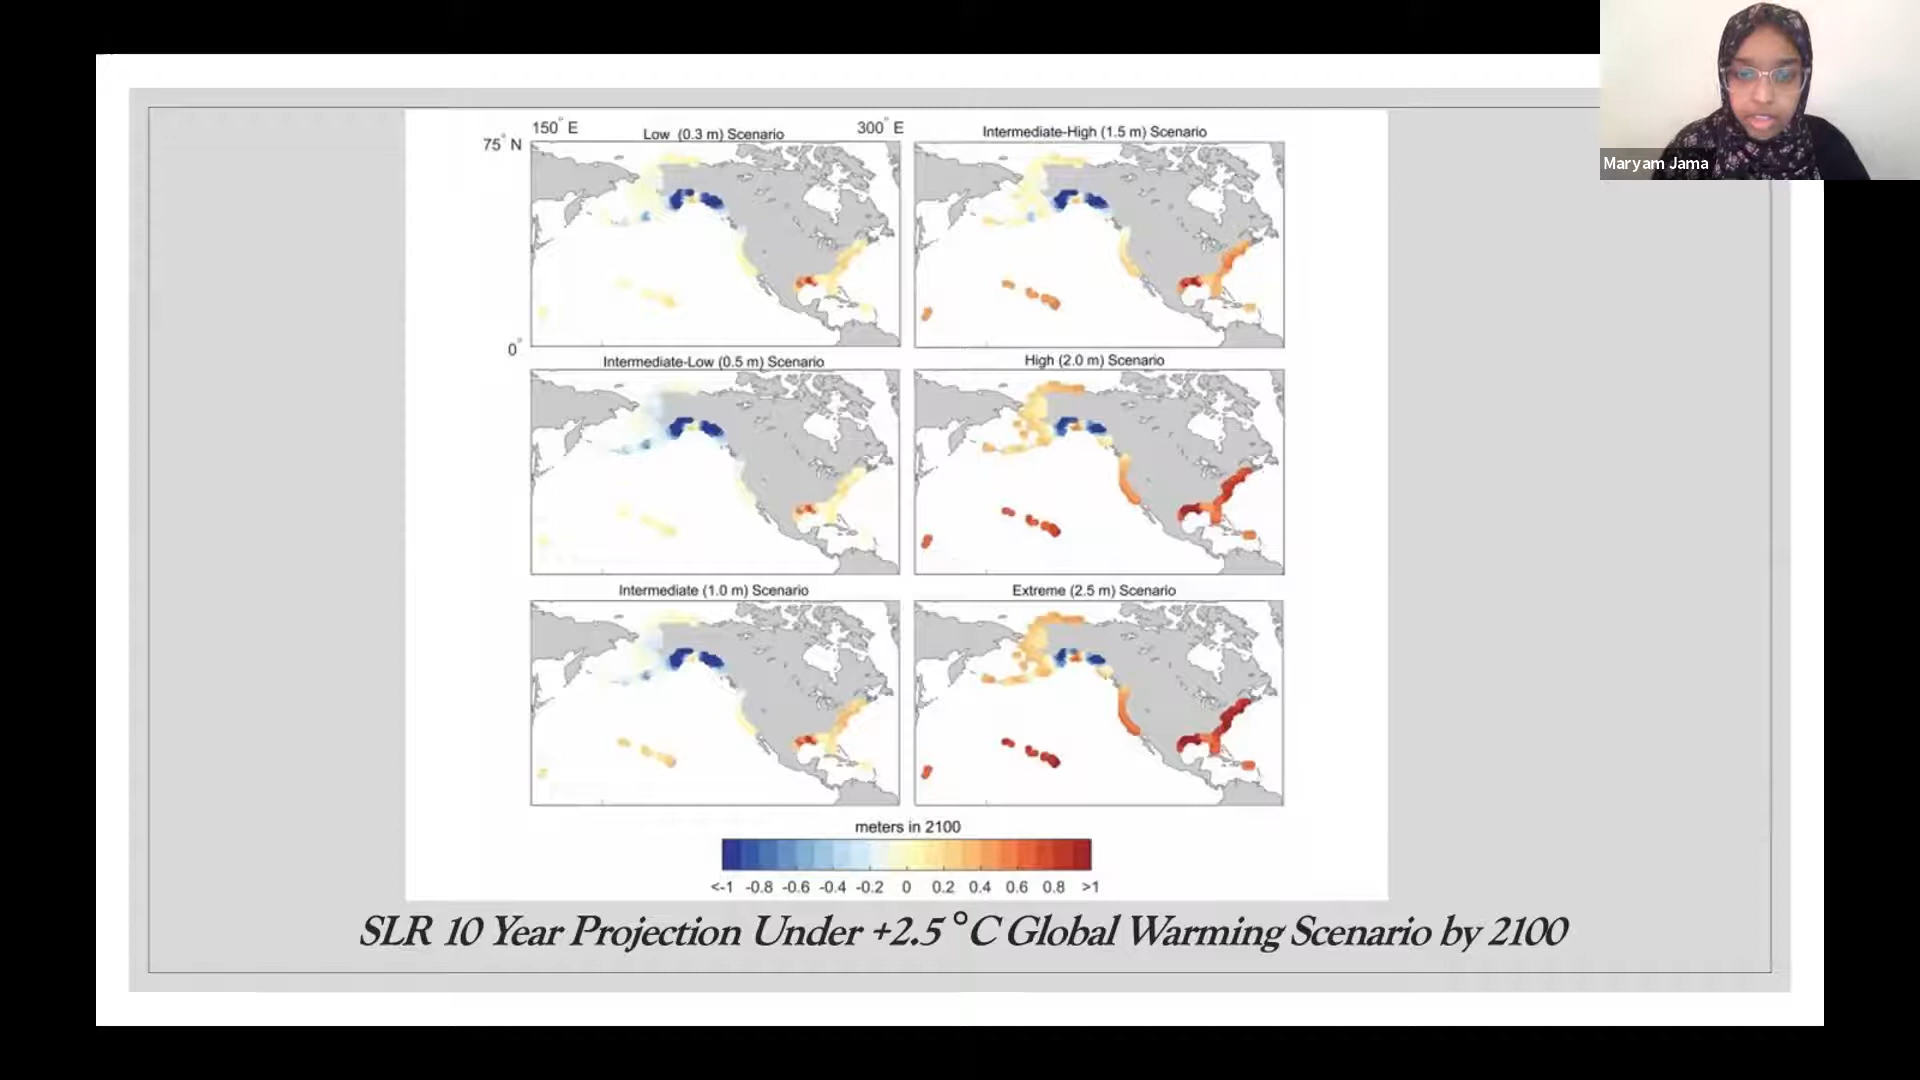 Maryam Jama
150° E
300° E
75° N
0°
Low (0.3 m) Scenario
Intermediate-High (1.5 m) Scenario
Intermediate-Low (0.5 m) Scenario
High (2.0 m) Scenario
Intermediate (1.0 m) Scenario
Extreme (2.5 m) Scenario
meters in 2100
<-1 -0.8 -0.6 -0.4 -0.2 0 0.2 0.4 0.6 0.8 >1
SLR 10 Year Projection Under +2.5°C Global Warming Scenario by 2100